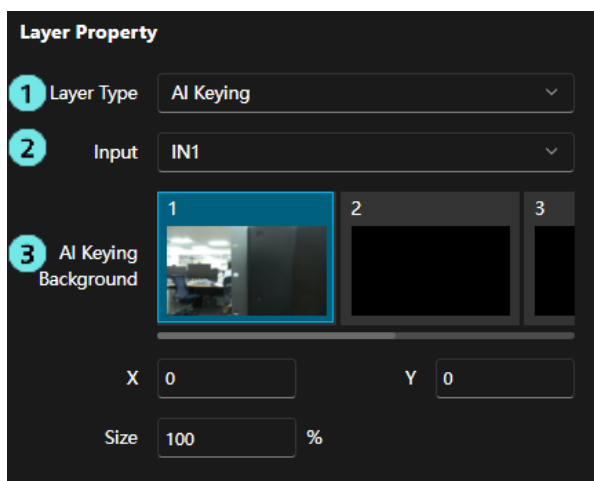 Layer Property
1 Layer Type AI Keying
2 Input IN1
1 2 3
3 AI Keying
Background
X 0 Y 0
Size 100 %